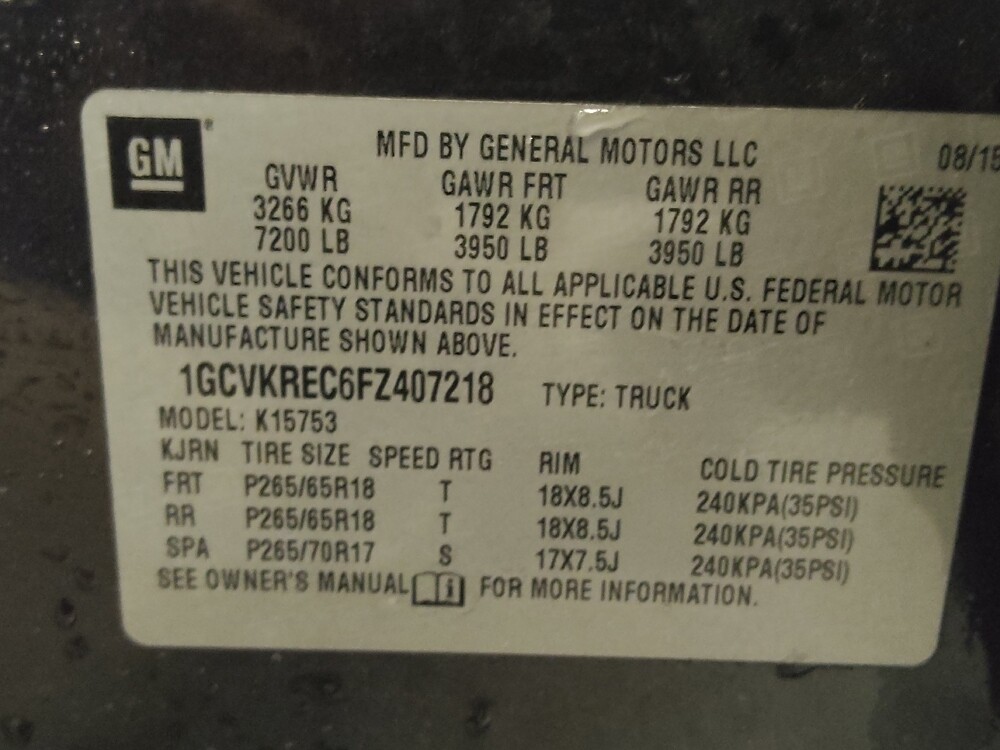 GM®
MFD BY GENERAL MOTORS LLC 08/15
GVWR GAWR FRT GAWR RR
3266 KG 1792 KG 1792 KG
7200 LB 3950 LB 3950 LB
THIS VEHICLE CONFORMS TO ALL APPLICABLE U.S. FEDERAL MOTOR
VEHICLE SAFETY STANDARDS IN EFFECT ON THE DATE OF
MANUFACTURE SHOWN ABOVE.
1GCVKREC6FZ407218 TYPE: TRUCK
MODEL: K15753
KJRN TIRE SIZE SPEED RTG RIM COLD TIRE PRESSURE
FRT P265/65R18 T 18X8.5J 240KPA(35PSI)
RR P265/65R18 T 18X8.5J 240KPA(35PSI)
SPA P265/70R17 S 17X7.5J 240KPA(35PSI)
SEE OWNER'S MANUAL FOR MORE INFORMATION.